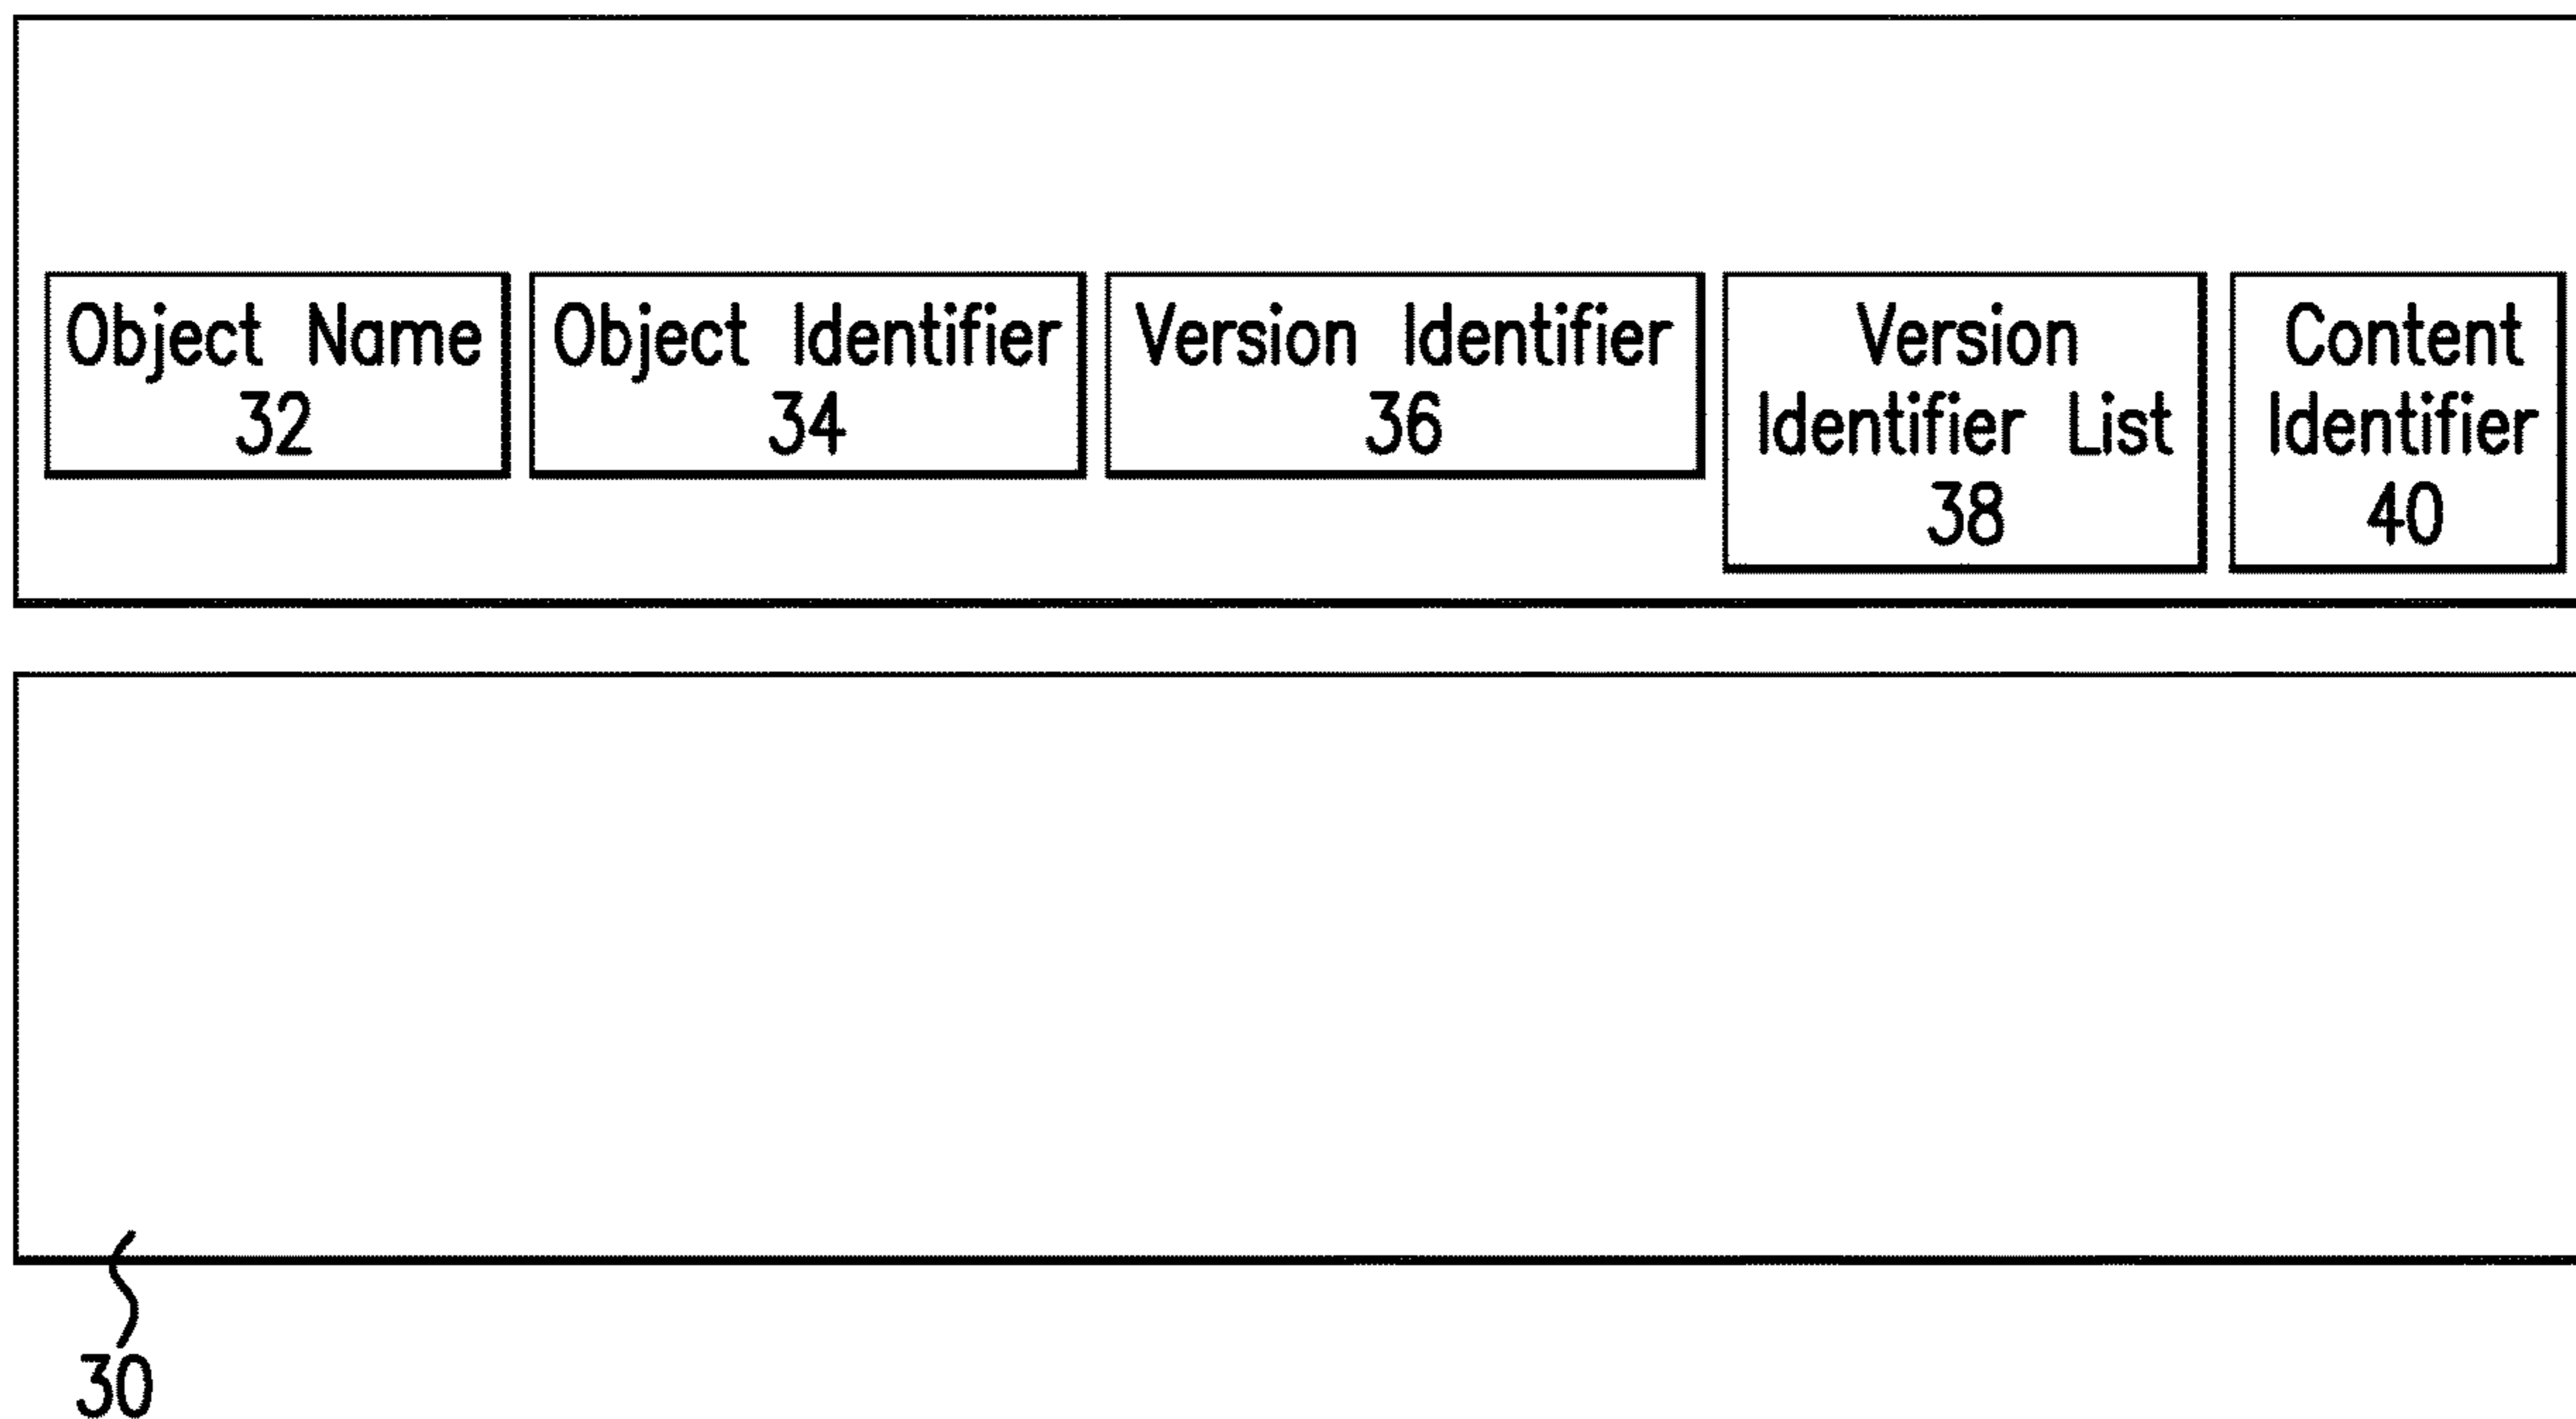 Object Name
32
Object Identifier
34
Version Identifier
36
Version
Identifier List
38
Content
Identifier
40
30